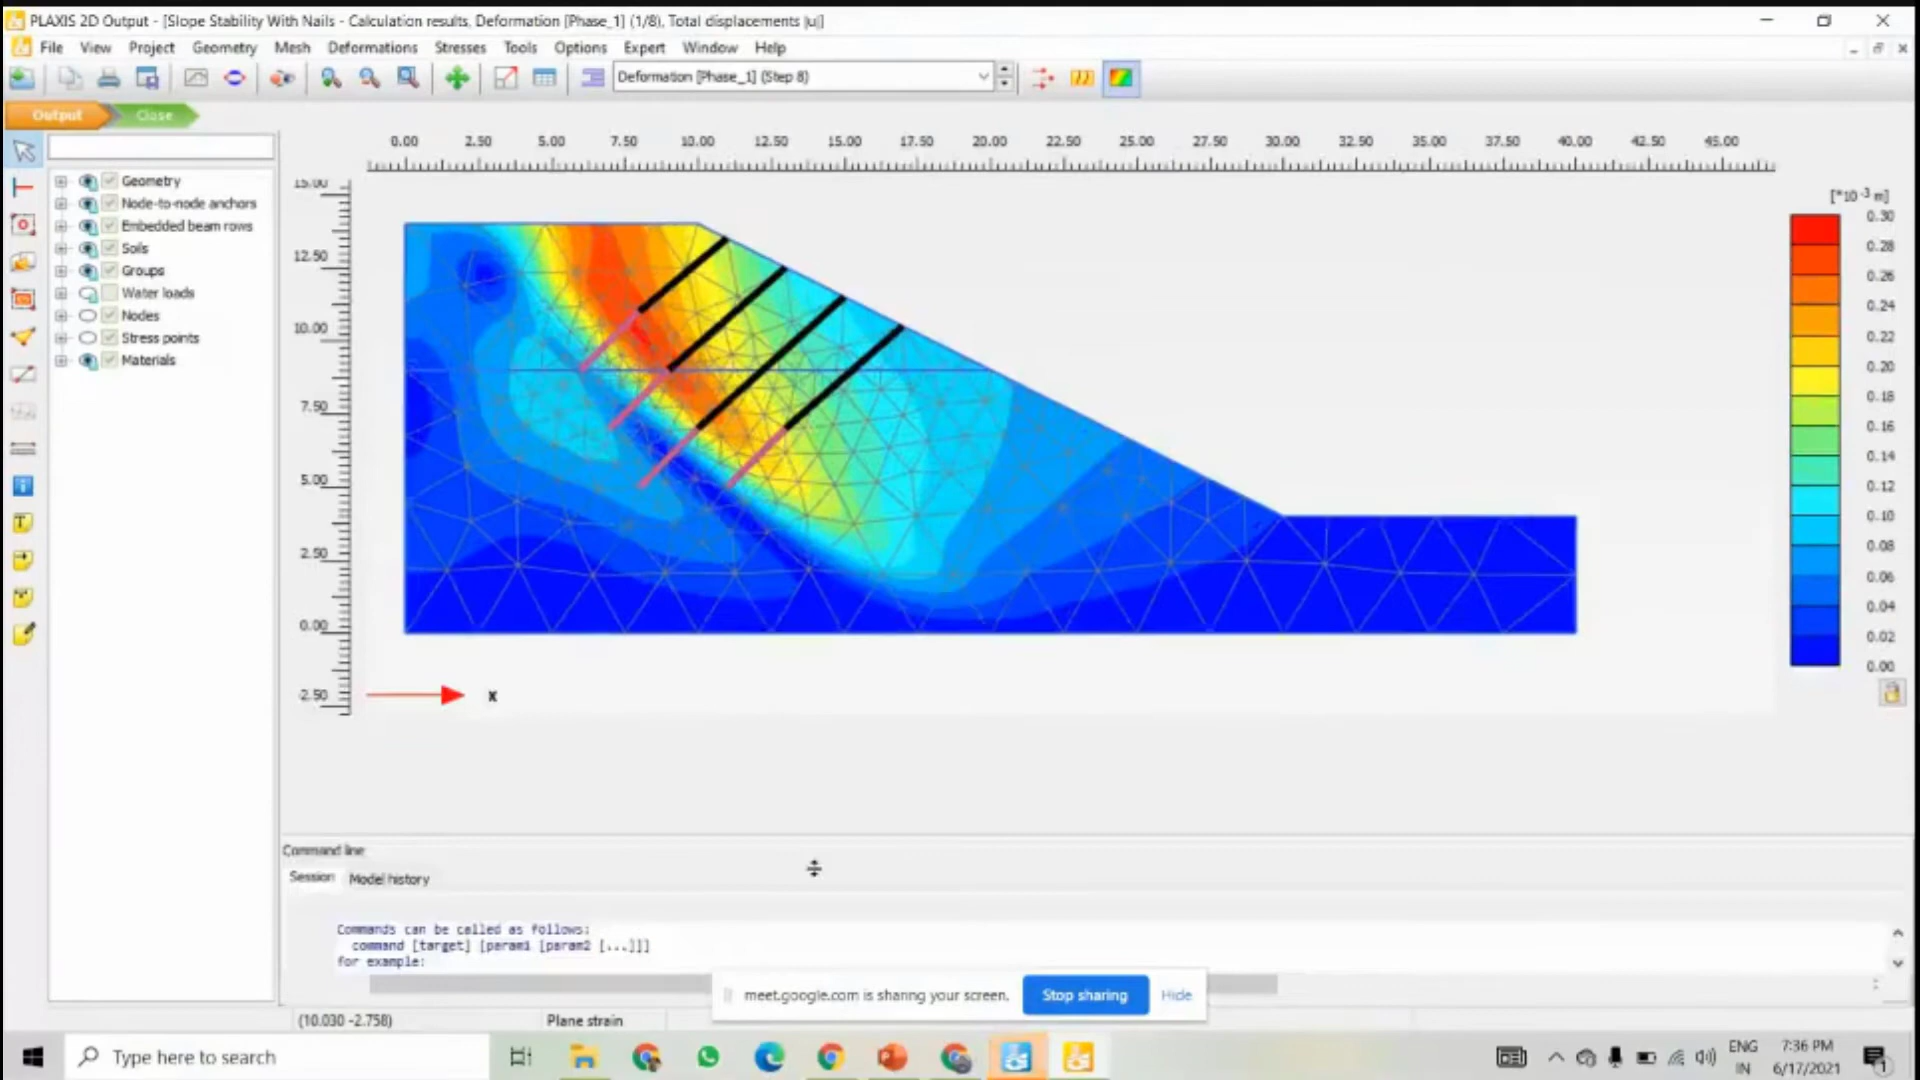 PLAXIS 2D Output - [Slope Stability With Nails - Calculation results, Deformation [Phase_1] (1/8), Total displacements |u|]
File View Project Geometry Mesh Deformations Stresses Tools Options Expert Window Help
Deformation [Phase_1] (Step 8)
Output Close
0.00 2.50 5.00 7.50 10.00 12.50 15.00 17.50 20.00 22.50 25.00 27.50 30.00 32.50 35.00 37.50 40.00 42.50 45.00
Geometry
Node-to-node anchors
Embedded beam rows
Soils
Groups
Water loads
Nodes
Stress points
Materials
15.00
12.50
10.00
7.50
5.00
2.50
0.00
-2.50
x
[*10⁻³ m]
0.30
0.28
0.26
0.24
0.22
0.20
0.18
0.16
0.14
0.12
0.10
0.08
0.06
0.04
0.02
0.00
Command line
Session Model history
Commands can be called as follows:
command [target] [param1 [param2 [...]]]
for example:
meet.google.com is sharing your screen. Stop sharing Hide
(10.030 -2.758) Plane strain
Type here to search
ENG
IN
7:36 PM
6/17/2021
1